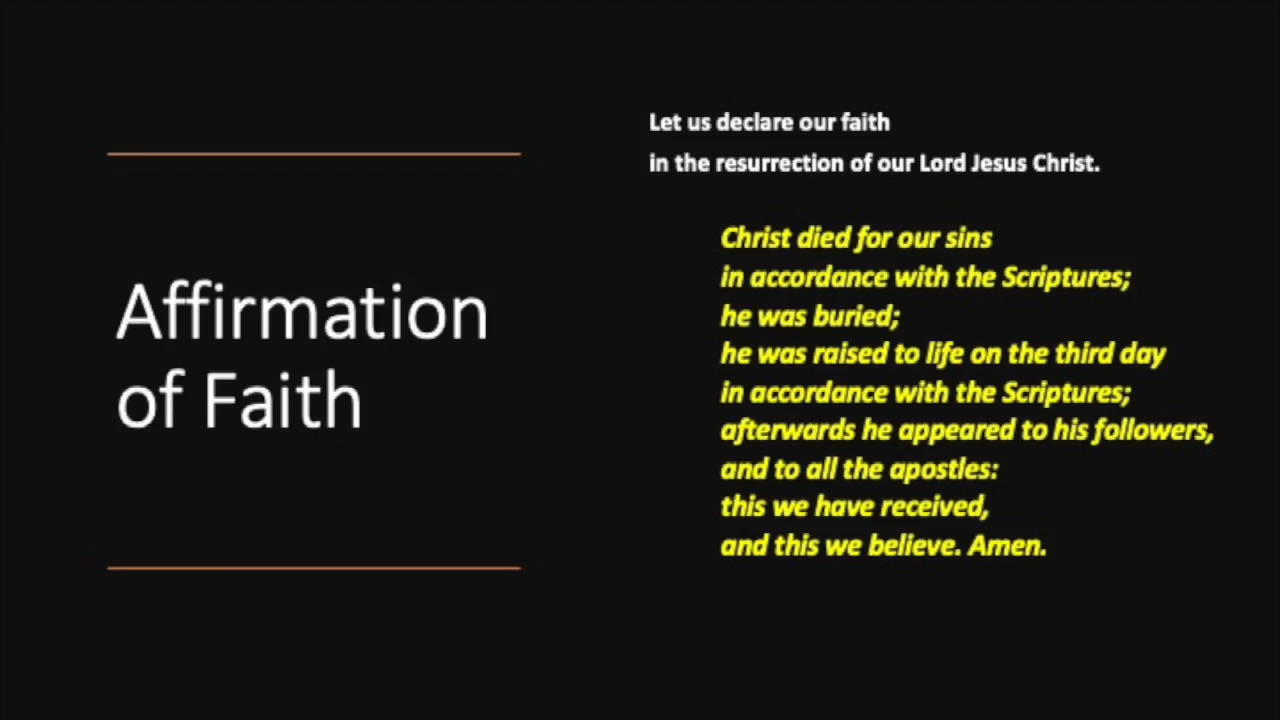 Affirmation
of Faith
Let us declare our faith
in the resurrection of our Lord Jesus Christ.
Christ died for our sins
in accordance with the Scriptures;
he was buried;
he was raised to life on the third day
in accordance with the Scriptures;
afterwards he appeared to his followers,
and to all the apostles:
this we have received,
and this we believe. Amen.